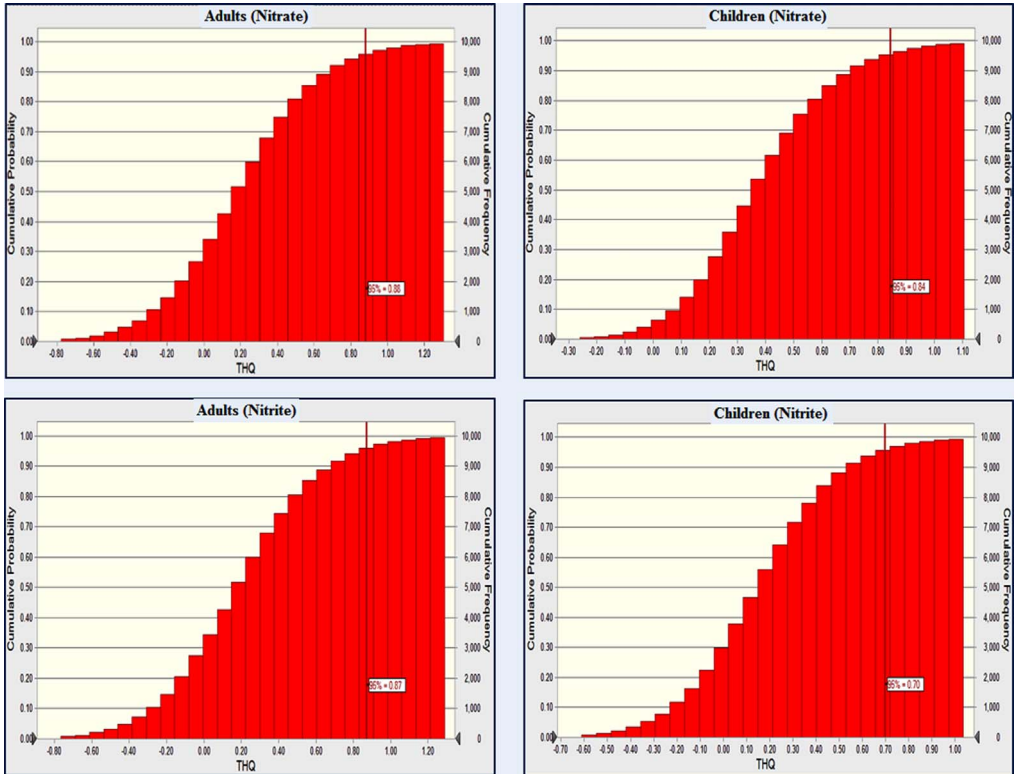 Adults (Nitrate)
Cumulative Probability
1.00 10,000
0.90 9,000
0.80 8,000
0.70 7,000
0.60 6,000
0.50 5,000
0.40 4,000
0.30 3,000
0.20 2,000
0.10 1,000
0.00 0
Cumulative Frequency
95% = 0.88
-0.80 -0.60 -0.40 -0.20 0.00 0.20 0.40 0.60 0.80 1.00 1.20
THQ
Children (Nitrate)
Cumulative Probability
1.00 10,000
0.90 9,000
0.80 8,000
0.70 7,000
0.60 6,000
0.50 5,000
0.40 4,000
0.30 3,000
0.20 2,000
0.10 1,000
0.00 0
Cumulative Frequency
95% = 0.84
-0.30 -0.20 -0.10 0.00 0.10 0.20 0.30 0.40 0.50 0.60 0.70 0.80 0.90 1.00 1.10
THQ
Adults (Nitrite)
Cumulative Probability
1.00 10,000
0.90 9,000
0.80 8,000
0.70 7,000
0.60 6,000
0.50 5,000
0.40 4,000
0.30 3,000
0.20 2,000
0.10 1,000
0.00 0
Cumulative Frequency
95% = 0.87
-0.80 -0.60 -0.40 -0.20 0.00 0.20 0.40 0.60 0.80 1.00 1.20
THQ
Children (Nitrite)
Cumulative Probability
1.00 10,000
0.90 9,000
0.80 8,000
0.70 7,000
0.60 6,000
0.50 5,000
0.40 4,000
0.30 3,000
0.20 2,000
0.10 1,000
0.00 0
Cumulative Frequency
95% = 0.70
-0.70 -0.60 -0.50 -0.40 -0.30 -0.20 -0.10 0.00 0.10 0.20 0.30 0.40 0.50 0.60 0.70 0.80 0.90 1.00
THQ